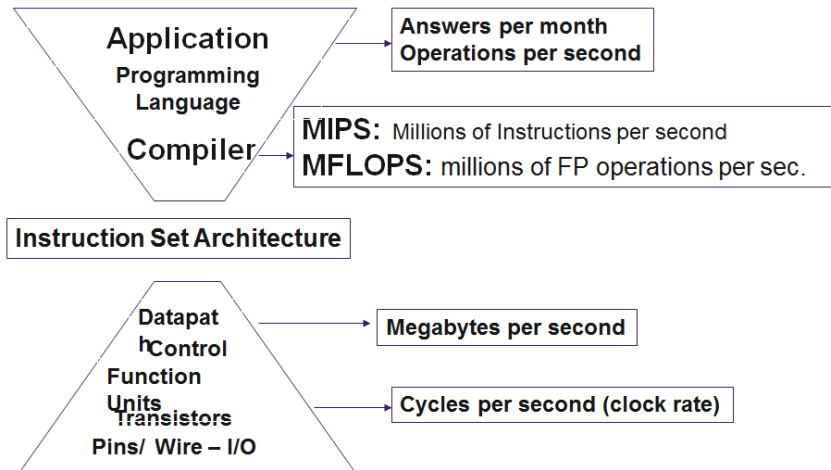 Application
Programming
Language
Compiler
Answers per month
Operations per second
MIPS: Millions of Instructions per second
MFLOPS: millions of FP operations per sec.
Instruction Set Architecture
Datapat
h
Control
Function
Units
Transistors
Pins/ Wire – I/O
Megabytes per second
Cycles per second (clock rate)